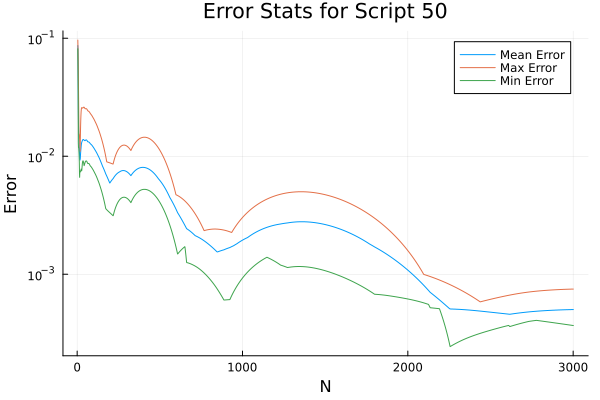 Error Stats for Script 50
10⁻¹
Mean Error
Max Error
Min Error
10⁻²
Error
10⁻³
0
1000
2000
3000
N